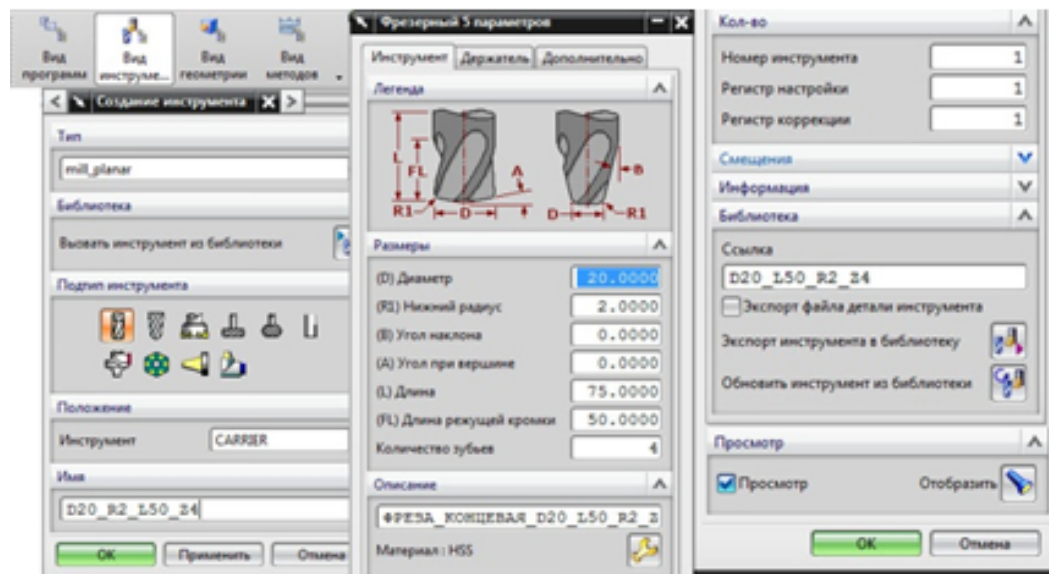 Вид программ
Вид инструме...
Вид геометрии
Вид методов
Создание инструмента
Тип
mill_planar
Библиотека
Вызвать инструмент из библиотеки
Подтип инструмента
Положение
Инструмент
CARRIER
Имя
D20_R2_L50_Z4
OK
Применить
Отмена
Фрезерный 5 параметров
Инструмент
Держатель
Дополнительно
Легенда
L
FL
A
B
R1
D
D
R1
Размеры
(D) Диаметр 20.0000
(R1) Нижний радиус 2.0000
(B) Угол наклона 0.0000
(A) Угол при вершине 0.0000
(L) Длина 75.0000
(FL) Длина режущей кромки 50.0000
Количество зубьев 4
Описание
ФРЕЗА_КОНЦЕВАЯ_D20_L50_R2_Z
Материал : HSS
Кол-во
Номер инструмента 1
Регистр настройки 1
Регистр коррекции 1
Смещения
Информация
Библиотека
Ссылка
D20_L50_R2_Z4
Экспорт файла детали инструмента
Экспорт инструмента в библиотеку
Обновить инструмент из библиотеки
Просмотр
Просмотр
Отобразить
OK
Отмена